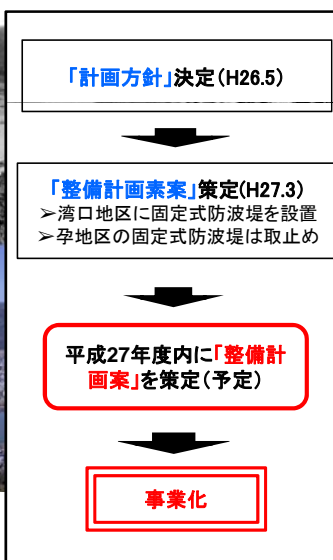 「計画方針」決定(H26.5)
「整備計画素案」策定(H27.3)
➢湾口地区に固定式防波堤を設置
➢孕地区の固定式防波堤は取止め
平成27年度内に「整備計
画案」を策定(予定)
事業化